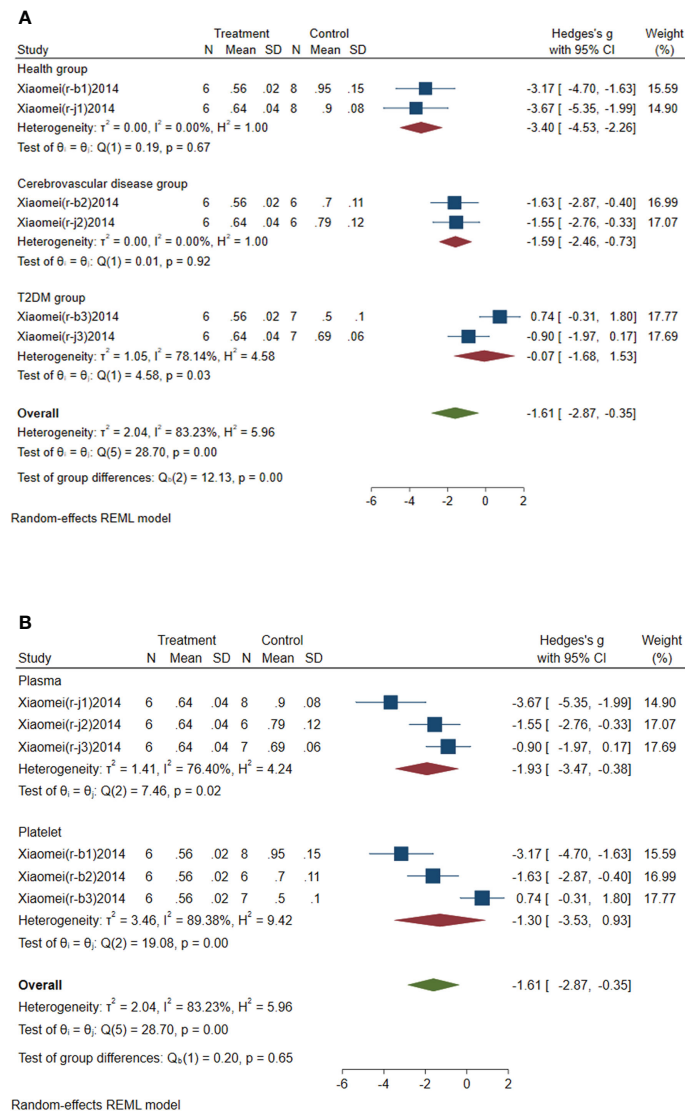 A
Treatment Control Hedges's g Weight
Study N Mean SD N Mean SD with 95% CI (%)
Health group
Xiaomei(r-b1)2014 6 .56 .02 8 .95 .15 -3.17 [ -4.70, -1.63] 15.59
Xiaomei(r-j1)2014 6 .64 .04 8 .9 .08 -3.67 [ -5.35, -1.99] 14.90
Heterogeneity: τ² = 0.00, I² = 0.00%, H² = 1.00 -3.40 [ -4.53, -2.26]
Test of θᵢ = θⱼ: Q(1) = 0.19, p = 0.67
Cerebrovascular disease group
Xiaomei(r-b2)2014 6 .56 .02 6 .7 .11 -1.63 [ -2.87, -0.40] 16.99
Xiaomei(r-j2)2014 6 .64 .04 6 .79 .12 -1.55 [ -2.76, -0.33] 17.07
Heterogeneity: τ² = 0.00, I² = 0.00%, H² = 1.00 -1.59 [ -2.46, -0.73]
Test of θᵢ = θⱼ: Q(1) = 0.01, p = 0.92
T2DM group
Xiaomei(r-b3)2014 6 .56 .02 7 .5 .1 0.74 [ -0.31, 1.80] 17.77
Xiaomei(r-j3)2014 6 .64 .04 7 .69 .06 -0.90 [ -1.97, 0.17] 17.69
Heterogeneity: τ² = 1.05, I² = 78.14%, H² = 4.58 -0.07 [ -1.68, 1.53]
Test of θᵢ = θⱼ: Q(1) = 4.58, p = 0.03
Overall -1.61 [ -2.87, -0.35]
Heterogeneity: τ² = 2.04, I² = 83.23%, H² = 5.96
Test of θᵢ = θⱼ: Q(5) = 28.70, p = 0.00
Test of group differences: Q_b(2) = 12.13, p = 0.00
-6 -4 -2 0 2
Random-effects REML model
B
Treatment Control Hedges's g Weight
Study N Mean SD N Mean SD with 95% CI (%)
Plasma
Xiaomei(r-j1)2014 6 .64 .04 8 .9 .08 -3.67 [ -5.35, -1.99] 14.90
Xiaomei(r-j2)2014 6 .64 .04 6 .79 .12 -1.55 [ -2.76, -0.33] 17.07
Xiaomei(r-j3)2014 6 .64 .04 7 .69 .06 -0.90 [ -1.97, 0.17] 17.69
Heterogeneity: τ² = 1.41, I² = 76.40%, H² = 4.24 -1.93 [ -3.47, -0.38]
Test of θᵢ = θⱼ: Q(2) = 7.46, p = 0.02
Platelet
Xiaomei(r-b1)2014 6 .56 .02 8 .95 .15 -3.17 [ -4.70, -1.63] 15.59
Xiaomei(r-b2)2014 6 .56 .02 6 .7 .11 -1.63 [ -2.87, -0.40] 16.99
Xiaomei(r-b3)2014 6 .56 .02 7 .5 .1 0.74 [ -0.31, 1.80] 17.77
Heterogeneity: τ² = 3.46, I² = 89.38%, H² = 9.42 -1.30 [ -3.53, 0.93]
Test of θᵢ = θⱼ: Q(2) = 19.08, p = 0.00
Overall -1.61 [ -2.87, -0.35]
Heterogeneity: τ² = 2.04, I² = 83.23%, H² = 5.96
Test of θᵢ = θⱼ: Q(5) = 28.70, p = 0.00
Test of group differences: Q_b(1) = 0.20, p = 0.65
-6 -4 -2 0 2
Random-effects REML model